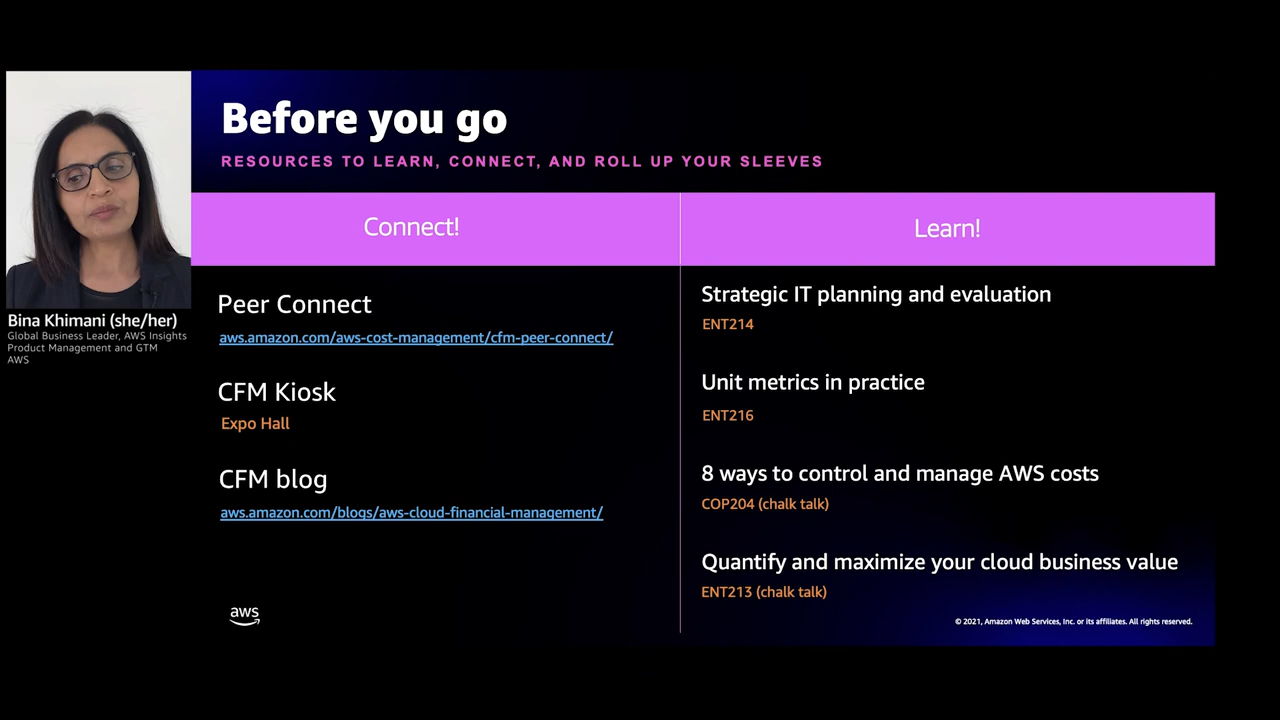 Before you go
RESOURCES TO LEARN, CONNECT, AND ROLL UP YOUR SLEEVES
Bina Khimani (she/her)
Global Business Leader, AWS Insights
Product Management and GTM
AWS
Connect!
Peer Connect
aws.amazon.com/aws-cost-management/cfm-peer-connect/
CFM Kiosk
Expo Hall
CFM blog
aws.amazon.com/blogs/aws-cloud-financial-management/
Learn!
Strategic IT planning and evaluation
ENT214
Unit metrics in practice
ENT216
8 ways to control and manage AWS costs
COP204 (chalk talk)
Quantify and maximize your cloud business value
ENT213 (chalk talk)
aws
© 2021, Amazon Web Services, Inc. or its affiliates. All rights reserved.